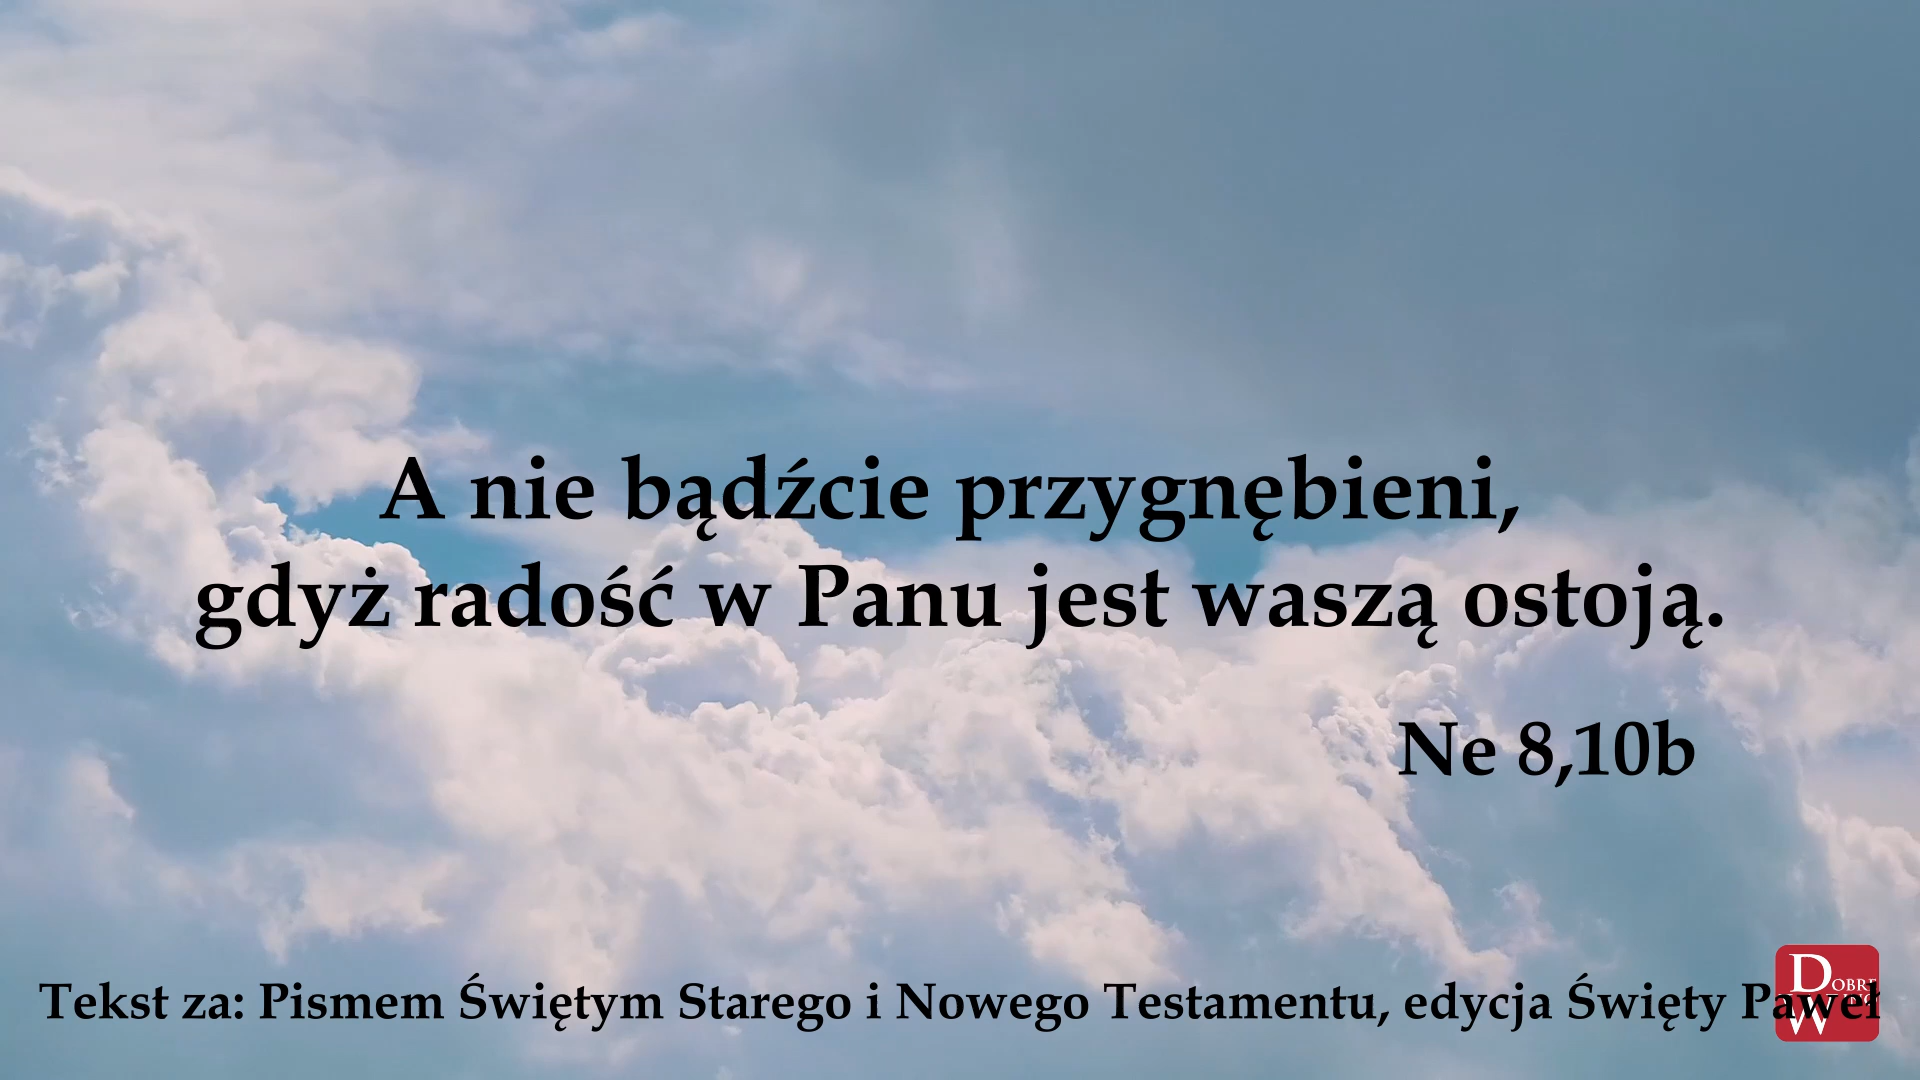 A nie bądźcie przygnębieni,
gdyż radość w Panu jest waszą ostoją.
Ne 8,10b
Tekst za: Pismem Świętym Starego i Nowego Testamentu, edycja Święty Paweł